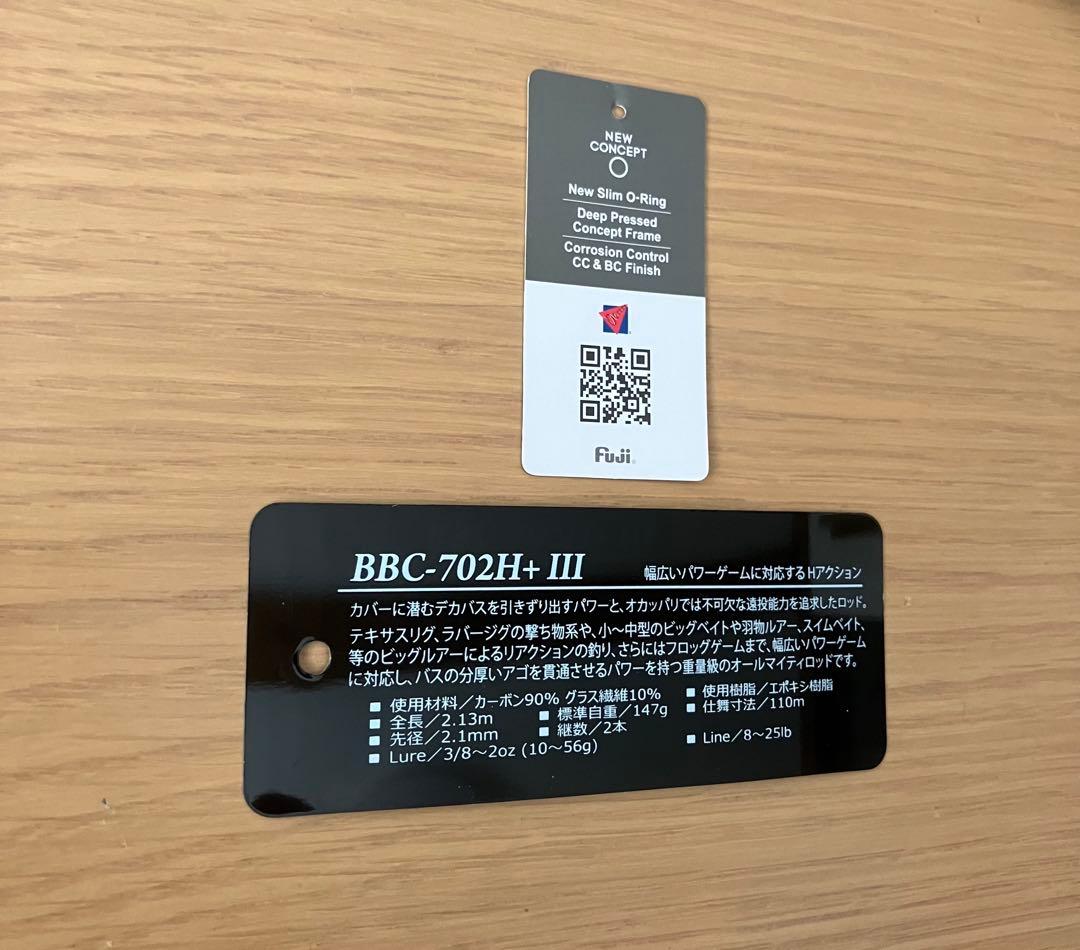 NEW
CONCEPT
New Slim O-Ring
Deep Pressed
Concept Frame
Corrosion Control
CC & BC Finish
Fuji
BBC-702H+ III 幅広いパワーゲームに対応するHアクション
カバーに潜むデカバスを引きずり出すパワーと、オカッパリでは不可欠な遠投能力を追求したロッド。
テキサスリグ、ラバージグの撃ち物系や、小～中型のビッグベイトや羽物ルアー、スイムベイト、
等のビッグルアーによるリアクションの釣り、さらにはフロッグゲームまで、幅広いパワーゲーム
に対応し、バスの分厚いアゴを貫通させるパワーを持つ重量級のオールマイティロッドです。
■ 使用材料／カーボン90% グラス繊維10% ■ 使用樹脂／エポキシ樹脂
■ 全長／2.13m ■ 標準自重／147g ■ 仕舞寸法／110m
■ 先径／2.1mm ■ 継数／2本
■ Lure／3/8～2oz (10～56g) ■ Line／8～25lb